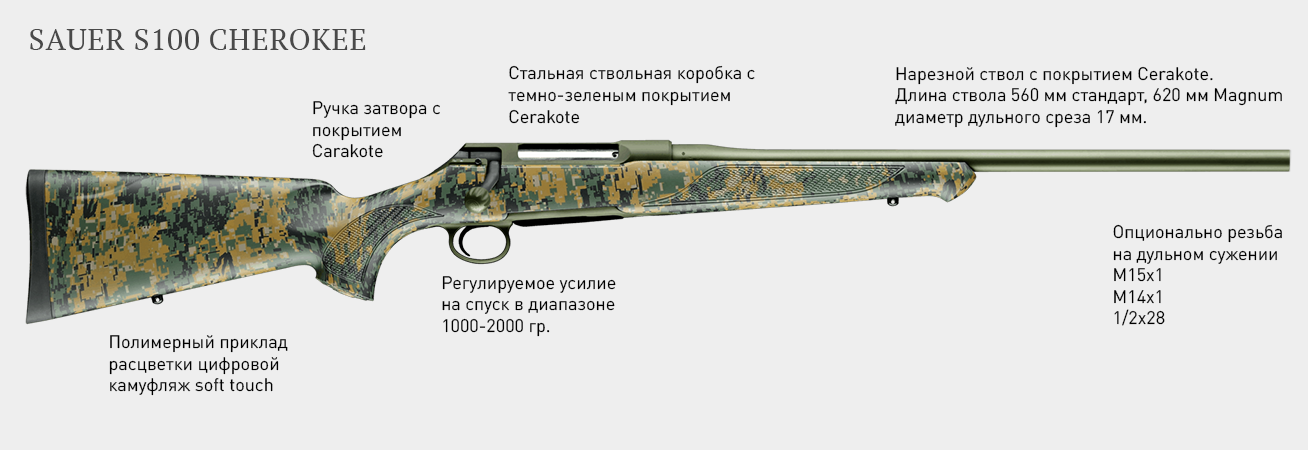 SAUER S100 CHEROKEE
Ручка затвора с
покрытием
Carakote
Стальная ствольная коробка с
темно-зеленым покрытием
Cerakote
Нарезной ствол с покрытием Cerakote.
Длина ствола 560 мм стандарт, 620 мм Magnum
диаметр дульного среза 17 мм.
Полимерный приклад
расцветки цифровой
камуфляж soft touch
Регулируемое усилие
на спуск в диапазоне
1000-2000 гр.
Опционально резьба
на дульном сужении
M15x1
M14x1
1/2x28